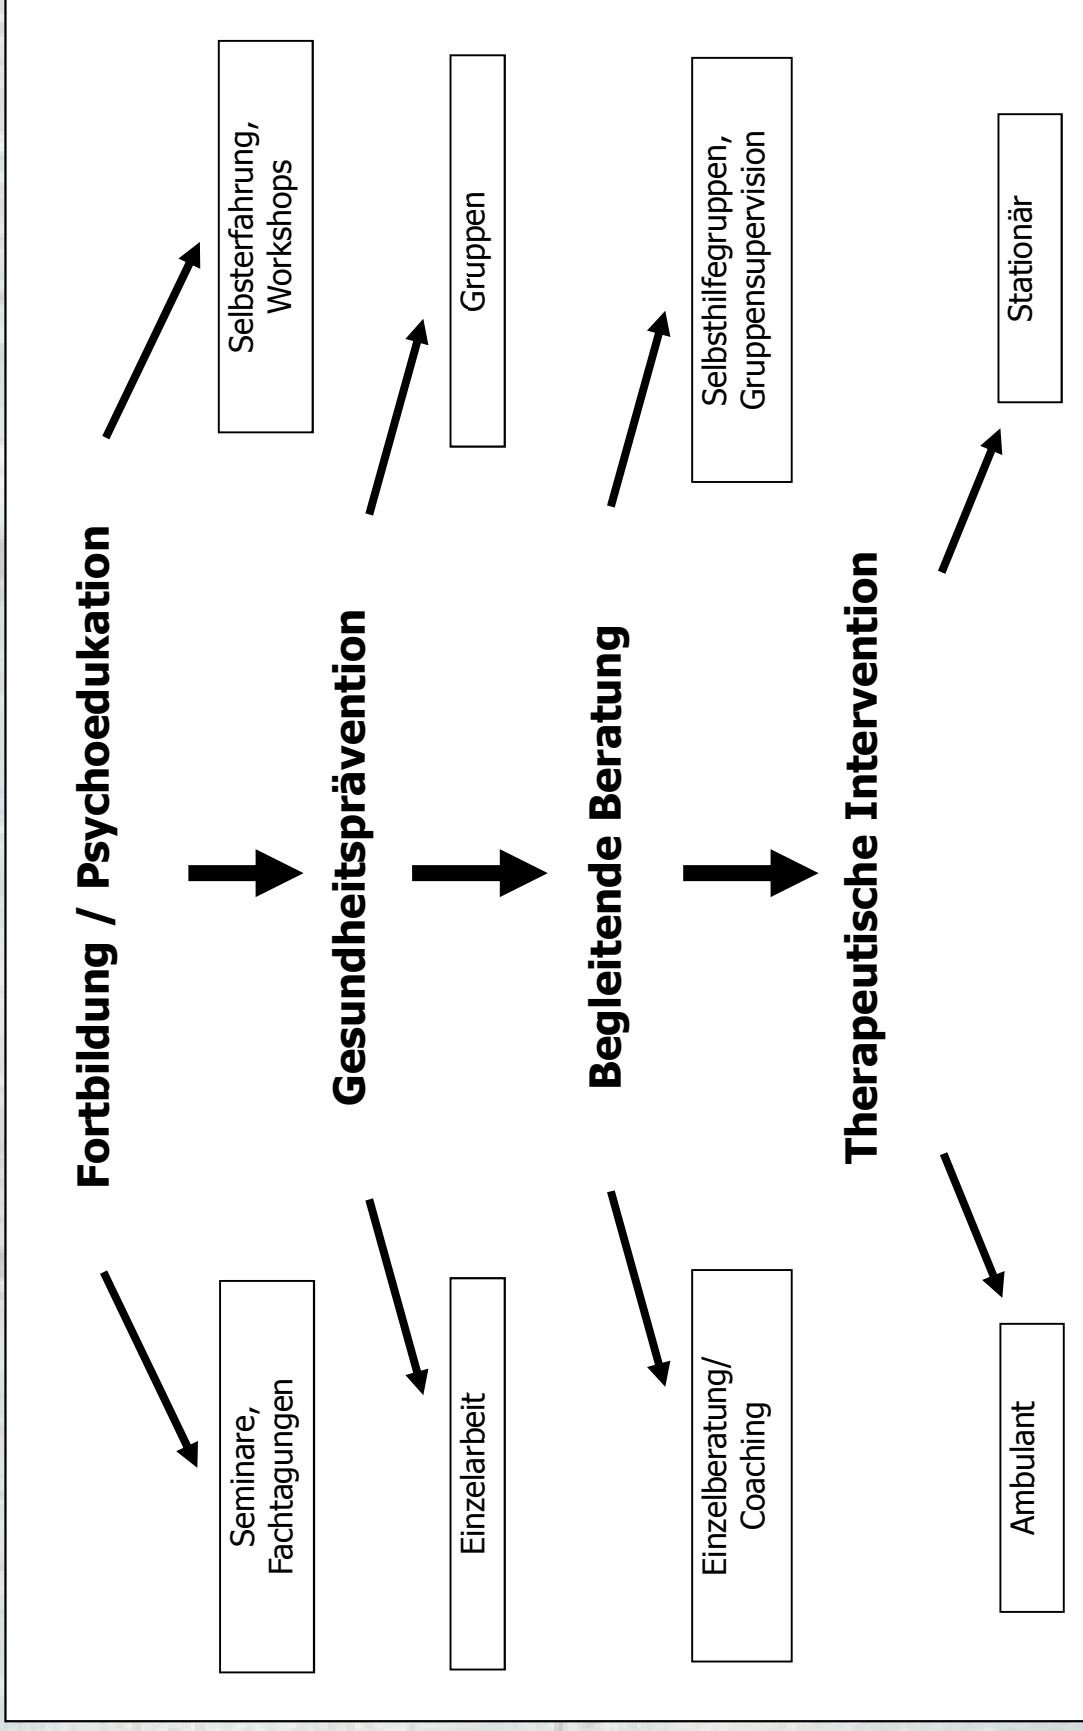 Fortbildung / Psychoedukation
Seminare,
Fachtagungen
Selbsterfahrung,
Workshops
Gesundheitsprävention
Einzelarbeit
Gruppen
Begleitende Beratung
Einzelberatung/
Coaching
Selbsthilfegruppen,
Gruppensupervision
Therapeutische Intervention
Ambulant
Stationär